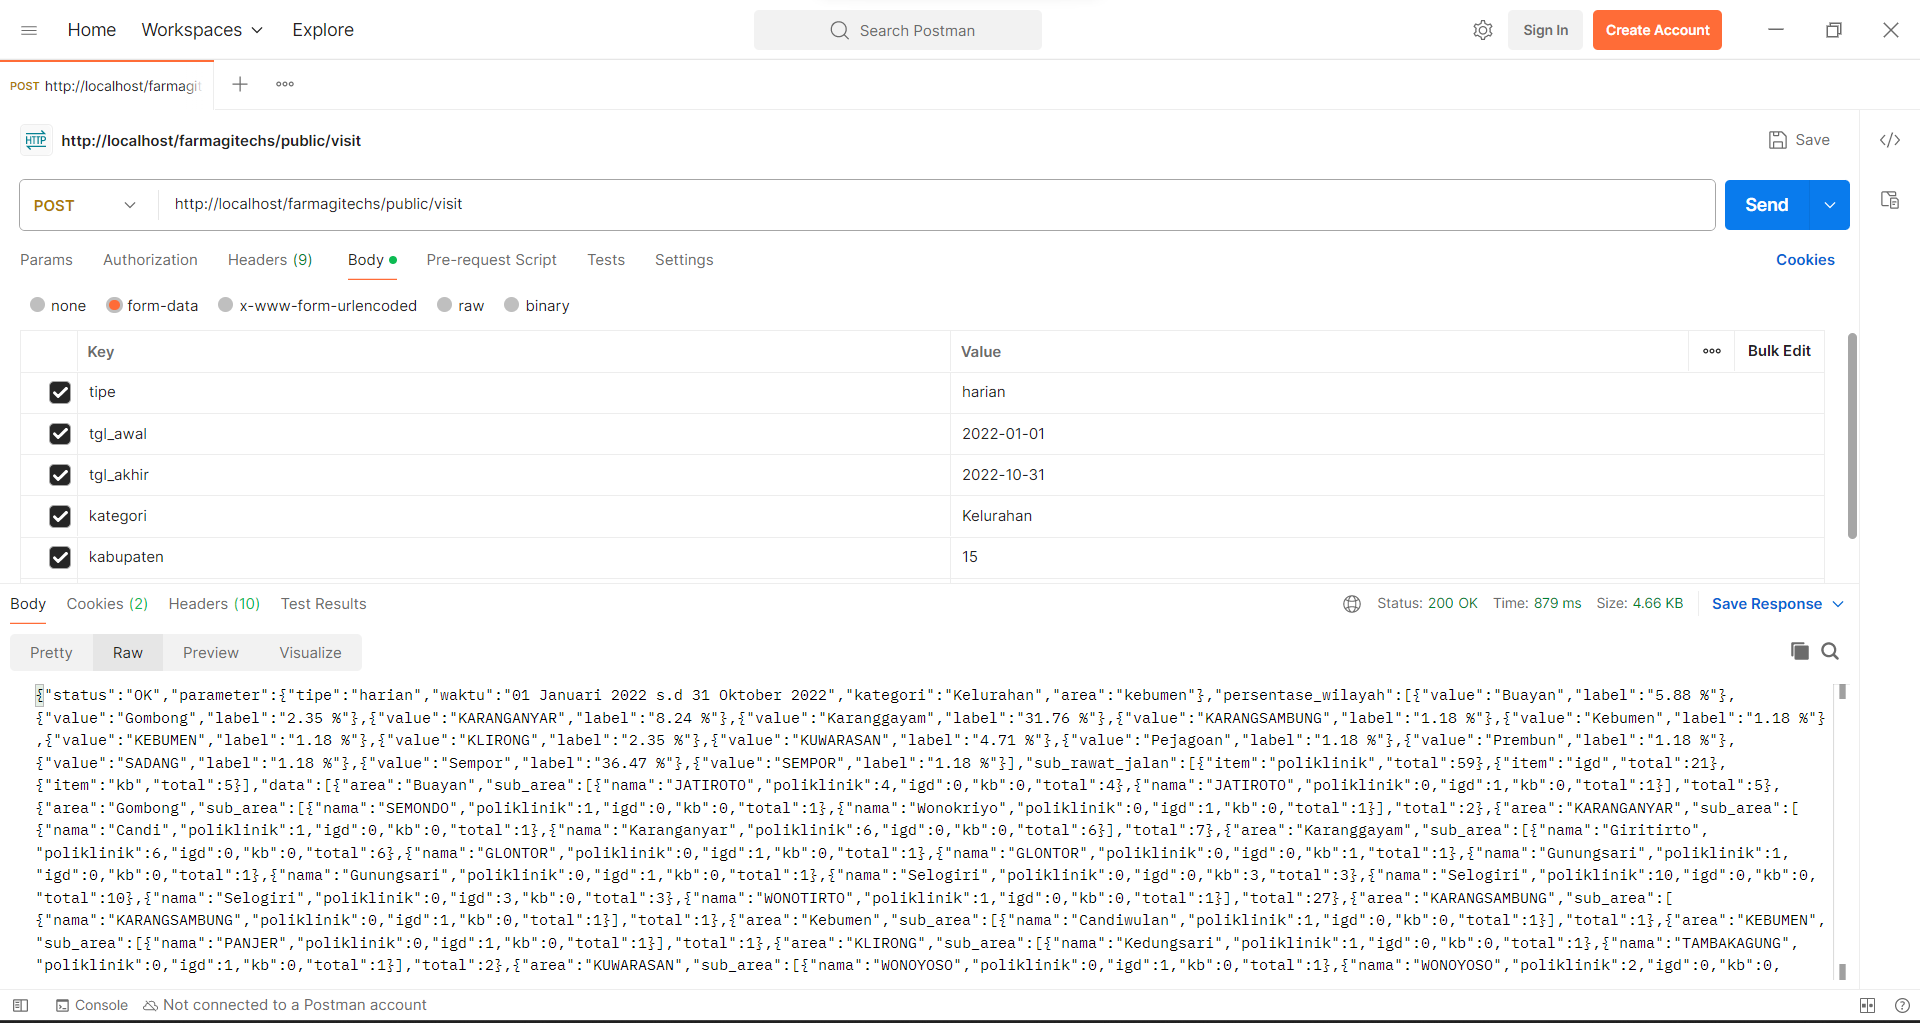 Home Workspaces Explore Search Postman Sign In Create Account
POST http://localhost/farmagit
HTTP http://localhost/farmagitechs/public/visit Save
POST http://localhost/farmagitechs/public/visit Send
Params Authorization Headers (9) Body Pre-request Script Tests Settings Cookies
none form-data x-www-form-urlencoded raw binary
Key Value Bulk Edit
tipe harian
tgl_awal 2022-01-01
tgl_akhir 2022-10-31
kategori Kelurahan
kabupaten 15
Body Cookies (2) Headers (10) Test Results Status: 200 OK Time: 879 ms Size: 4.66 KB Save Response
Pretty Raw Preview Visualize
{"status":"OK","parameter":{"tipe":"harian","waktu":"01 Januari 2022 s.d 31 Oktober 2022","kategori":"Kelurahan","area":"kebumen"},"persentase_wilayah":[{"value":"Buayan","label":"5.88 %"},
{"value":"Gombong","label":"2.35 %"},{"value":"KARANGANYAR","label":"8.24 %"},{"value":"Karanggayam","label":"31.76 %"},{"value":"KARANGSAMBUNG","label":"1.18 %"},{"value":"Kebumen","label":"1.18 %"}
,{"value":"KEBUMEN","label":"1.18 %"},{"value":"KLIRONG","label":"2.35 %"},{"value":"KUWARASAN","label":"4.71 %"},{"value":"Pejagoan","label":"1.18 %"},{"value":"Prembun","label":"1.18 %"},
{"value":"SADANG","label":"1.18 %"},{"value":"Sempor","label":"36.47 %"},{"value":"SEMPOR","label":"1.18 %"}],"sub_rawat_jalan":[{"item":"poliklinik","total":59},{"item":"igd","total":21},
{"item":"kb","total":5}],"data":[{"area":"Buayan","sub_area":[{"nama":"JATIROTO","poliklinik":4,"igd":0,"kb":0,"total":4},{"nama":"JATIROTO","poliklinik":0,"igd":1,"kb":0,"total":1}],"total":5},
{"area":"Gombong","sub_area":[{"nama":"SEMONDO","poliklinik":1,"igd":0,"kb":0,"total":1},{"nama":"Wonokriyo","poliklinik":0,"igd":1,"kb":0,"total":1}],"total":2},{"area":"KARANGANYAR","sub_area":[
{"nama":"Candi","poliklinik":1,"igd":0,"kb":0,"total":1},{"nama":"Karanganyar","poliklinik":6,"igd":0,"kb":0,"total":6}],"total":7},{"area":"Karanggayam","sub_area":[{"nama":"Giritirto",
"poliklinik":6,"igd":0,"kb":0,"total":6},{"nama":"GLONTOR","poliklinik":0,"igd":1,"kb":0,"total":1},{"nama":"GLONTOR","poliklinik":0,"igd":0,"kb":1,"total":1},{"nama":"Gunungsari","poliklinik":1,
"igd":0,"kb":0,"total":1},{"nama":"Gunungsari","poliklinik":0,"igd":1,"kb":0,"total":1},{"nama":"Selogiri","poliklinik":0,"igd":0,"kb":3,"total":3},{"nama":"Selogiri","poliklinik":10,"igd":0,"kb":0,
"total":10},{"nama":"Selogiri","poliklinik":0,"igd":3,"kb":0,"total":3},{"nama":"WONOTIRTO","poliklinik":1,"igd":0,"kb":0,"total":1}],"total":27},{"area":"KARANGSAMBUNG","sub_area":[
{"nama":"KARANGSAMBUNG","poliklinik":0,"igd":1,"kb":0,"total":1}],"total":1},{"area":"Kebumen","sub_area":[{"nama":"Candiwulan","poliklinik":1,"igd":0,"kb":0,"total":1}],"total":1},{"area":"KEBUMEN",
"sub_area":[{"nama":"PANJER","poliklinik":0,"igd":1,"kb":0,"total":1}],"total":1},{"area":"KLIRONG","sub_area":[{"nama":"Kedungsari","poliklinik":1,"igd":0,"kb":0,"total":1},{"nama":"TAMBAKAGUNG",
"poliklinik":0,"igd":1,"kb":0,"total":1}],"total":2},{"area":"KUWARASAN","sub_area":[{"nama":"WONOYOSO","poliklinik":0,"igd":1,"kb":0,"total":1},{"nama":"WONOYOSO","poliklinik":2,"igd":0,"kb":0,
Console Not connected to a Postman account